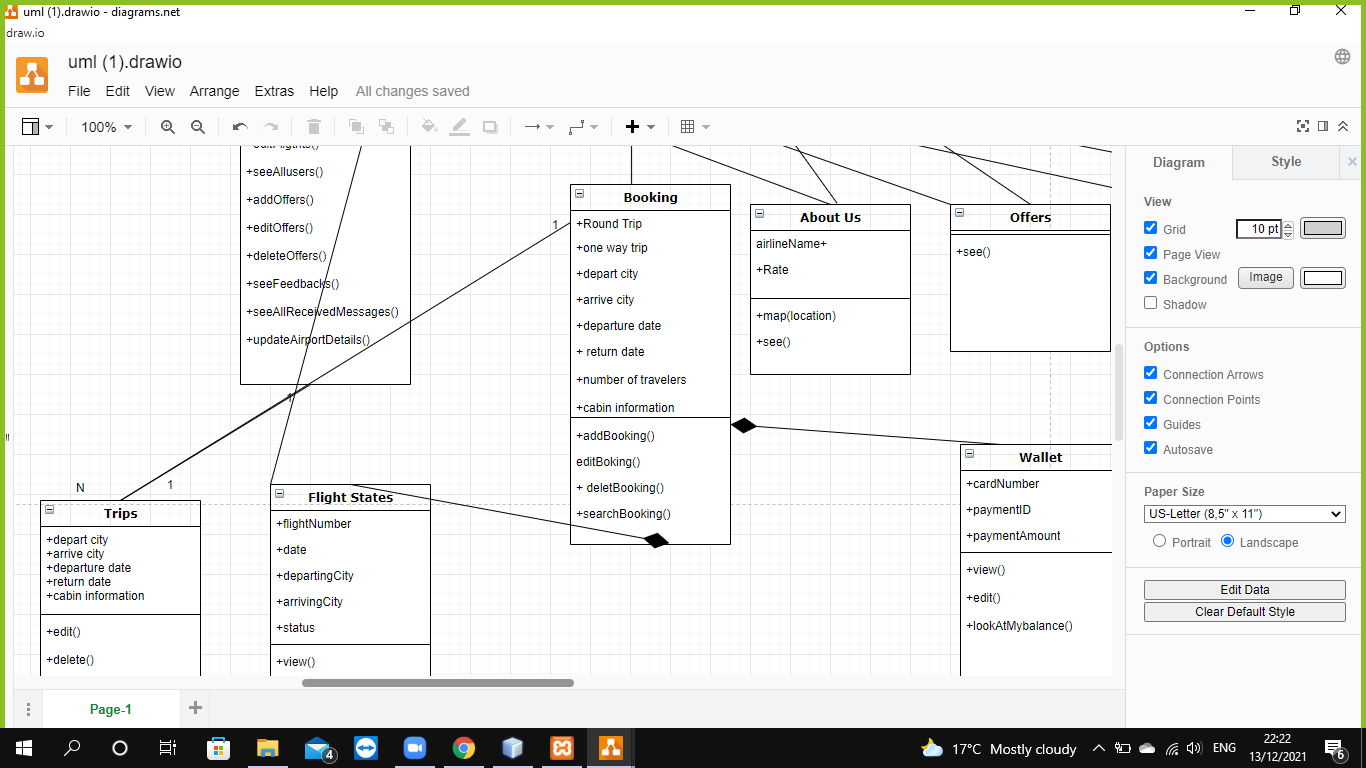 uml (1).drawio - diagrams.net
draw.io
uml (1).drawio
File Edit View Arrange Extras Help All changes saved
100%
+seeAllusers()
+addOffers()
+editOffers()
+deleteOffers()
+seeFeedbacks()
+seeAllReceivedMessages()
+updateAirportDetails()
1
1
N
1
Trips
+depart city
+arrive city
+departure date
+return date
+cabin information
+edit()
+delete()
Flight States
+flightNumber
+date
+departingCity
+arrivingCity
+status
+view()
Booking
+Round Trip
+one way trip
+depart city
+arrive city
+departure date
+ return date
+number of travelers
+cabin information
+addBooking()
editBoking()
+ deletBooking()
+searchBooking()
About Us
airlineName+
+Rate
+map(location)
+see()
Offers
+see()
Wallet
+cardNumber
+paymentID
+paymentAmount
+view()
+edit()
+lookAtMybalance()
Diagram Style
View
Grid 10 pt
Page View
Background Image
Shadow
Options
Connection Arrows
Connection Points
Guides
Autosave
Paper Size
US-Letter (8,5" x 11")
Portrait Landscape
Edit Data
Clear Default Style
Page-1
4
17°C Mostly cloudy
ENG
22:22
13/12/2021
6